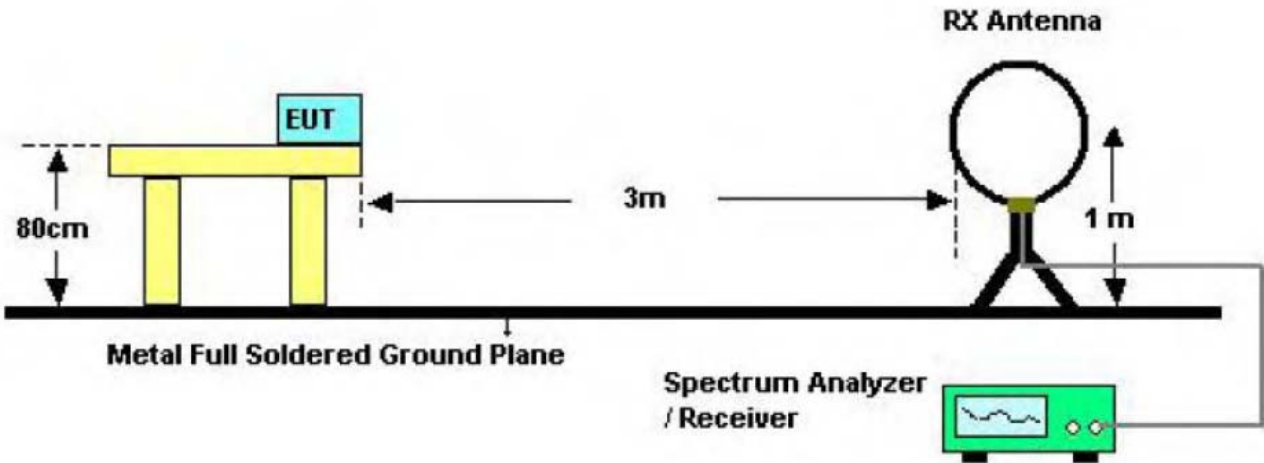 RX Antenna
EUT
80cm
3m
1 m
Metal Full Soldered Ground Plane
Spectrum Analyzer
/ Receiver